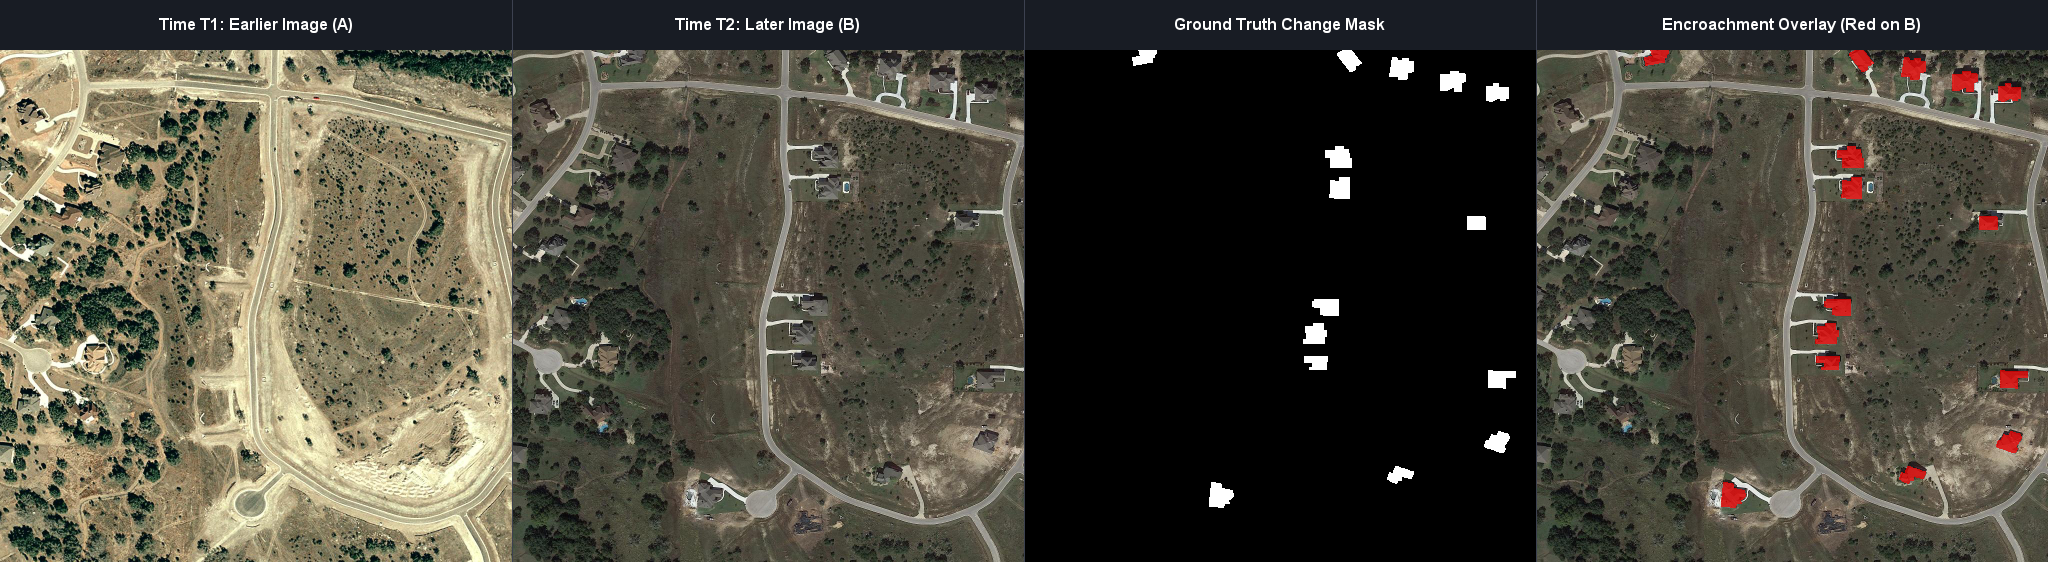 Time T1: Earlier Image (A)
Time T2: Later Image (B)
Ground Truth Change Mask
Encroachment Overlay (Red on B)